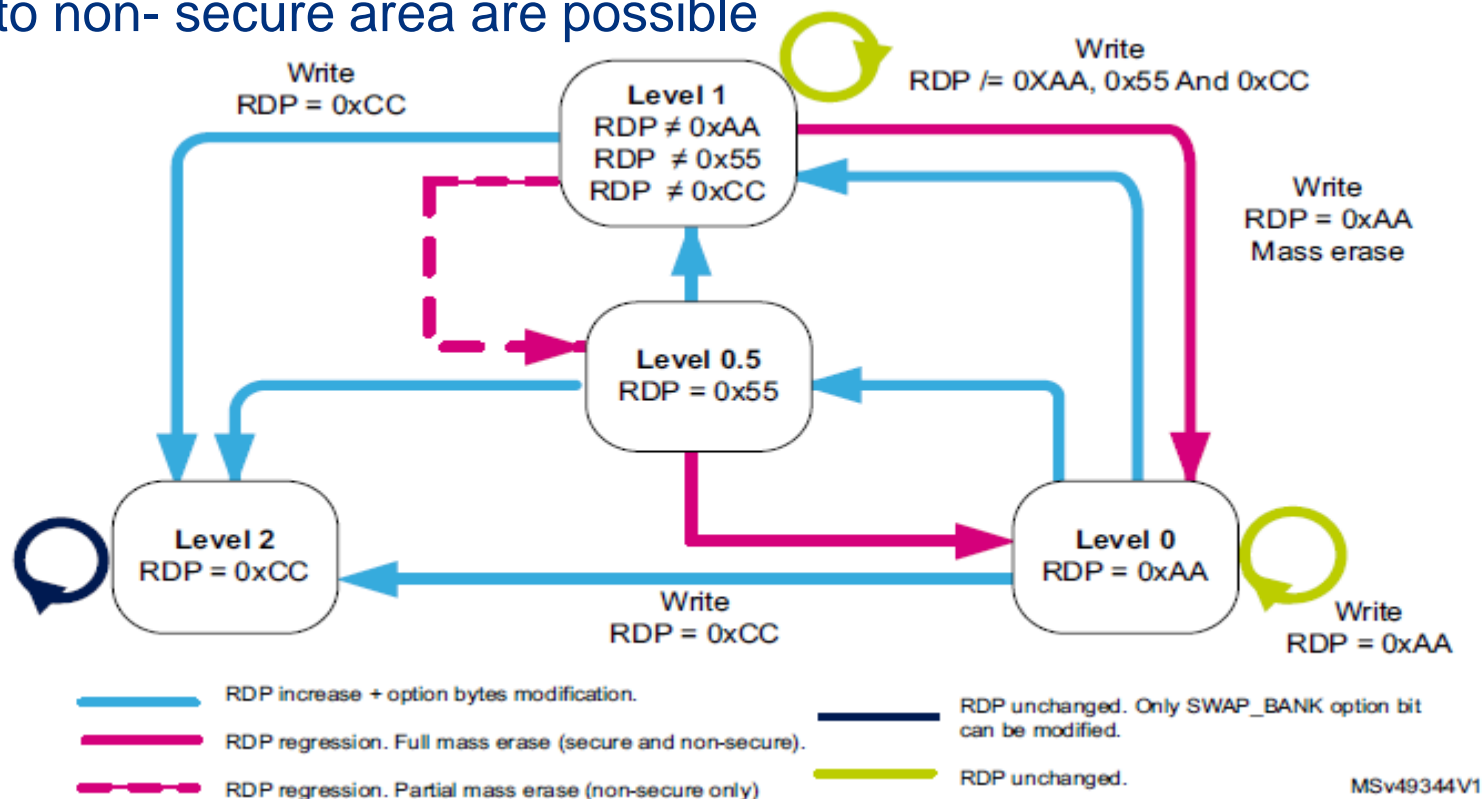 to non- secure area are possible
Write
RDP = 0xCC
Level 1
RDP ≠ 0xAA
RDP ≠ 0x55
RDP ≠ 0xCC
Write
RDP /= 0XAA, 0x55 And 0xCC
Write
RDP = 0xAA
Mass erase
Level 0.5
RDP = 0x55
Level 2
RDP = 0xCC
Write
RDP = 0xCC
Level 0
RDP = 0xAA
Write
RDP = 0xAA
RDP increase + option bytes modification.
RDP regression. Full mass erase (secure and non-secure).
RDP regression. Partial mass erase (non-secure only)
RDP unchanged. Only SWAP_BANK option bit
can be modified.
RDP unchanged.
MSv49344V1